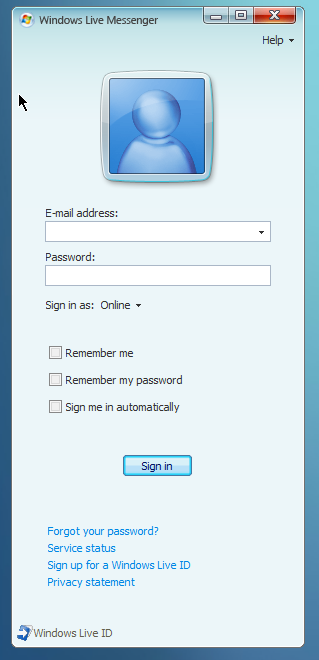 Windows Live Messenger
Help
E-mail address:
Password:
Sign in as: Online
Remember me
Remember my password
Sign me in automatically
Sign in
Forgot your password?
Service status
Sign up for a Windows Live ID
Privacy statement
Windows Live ID